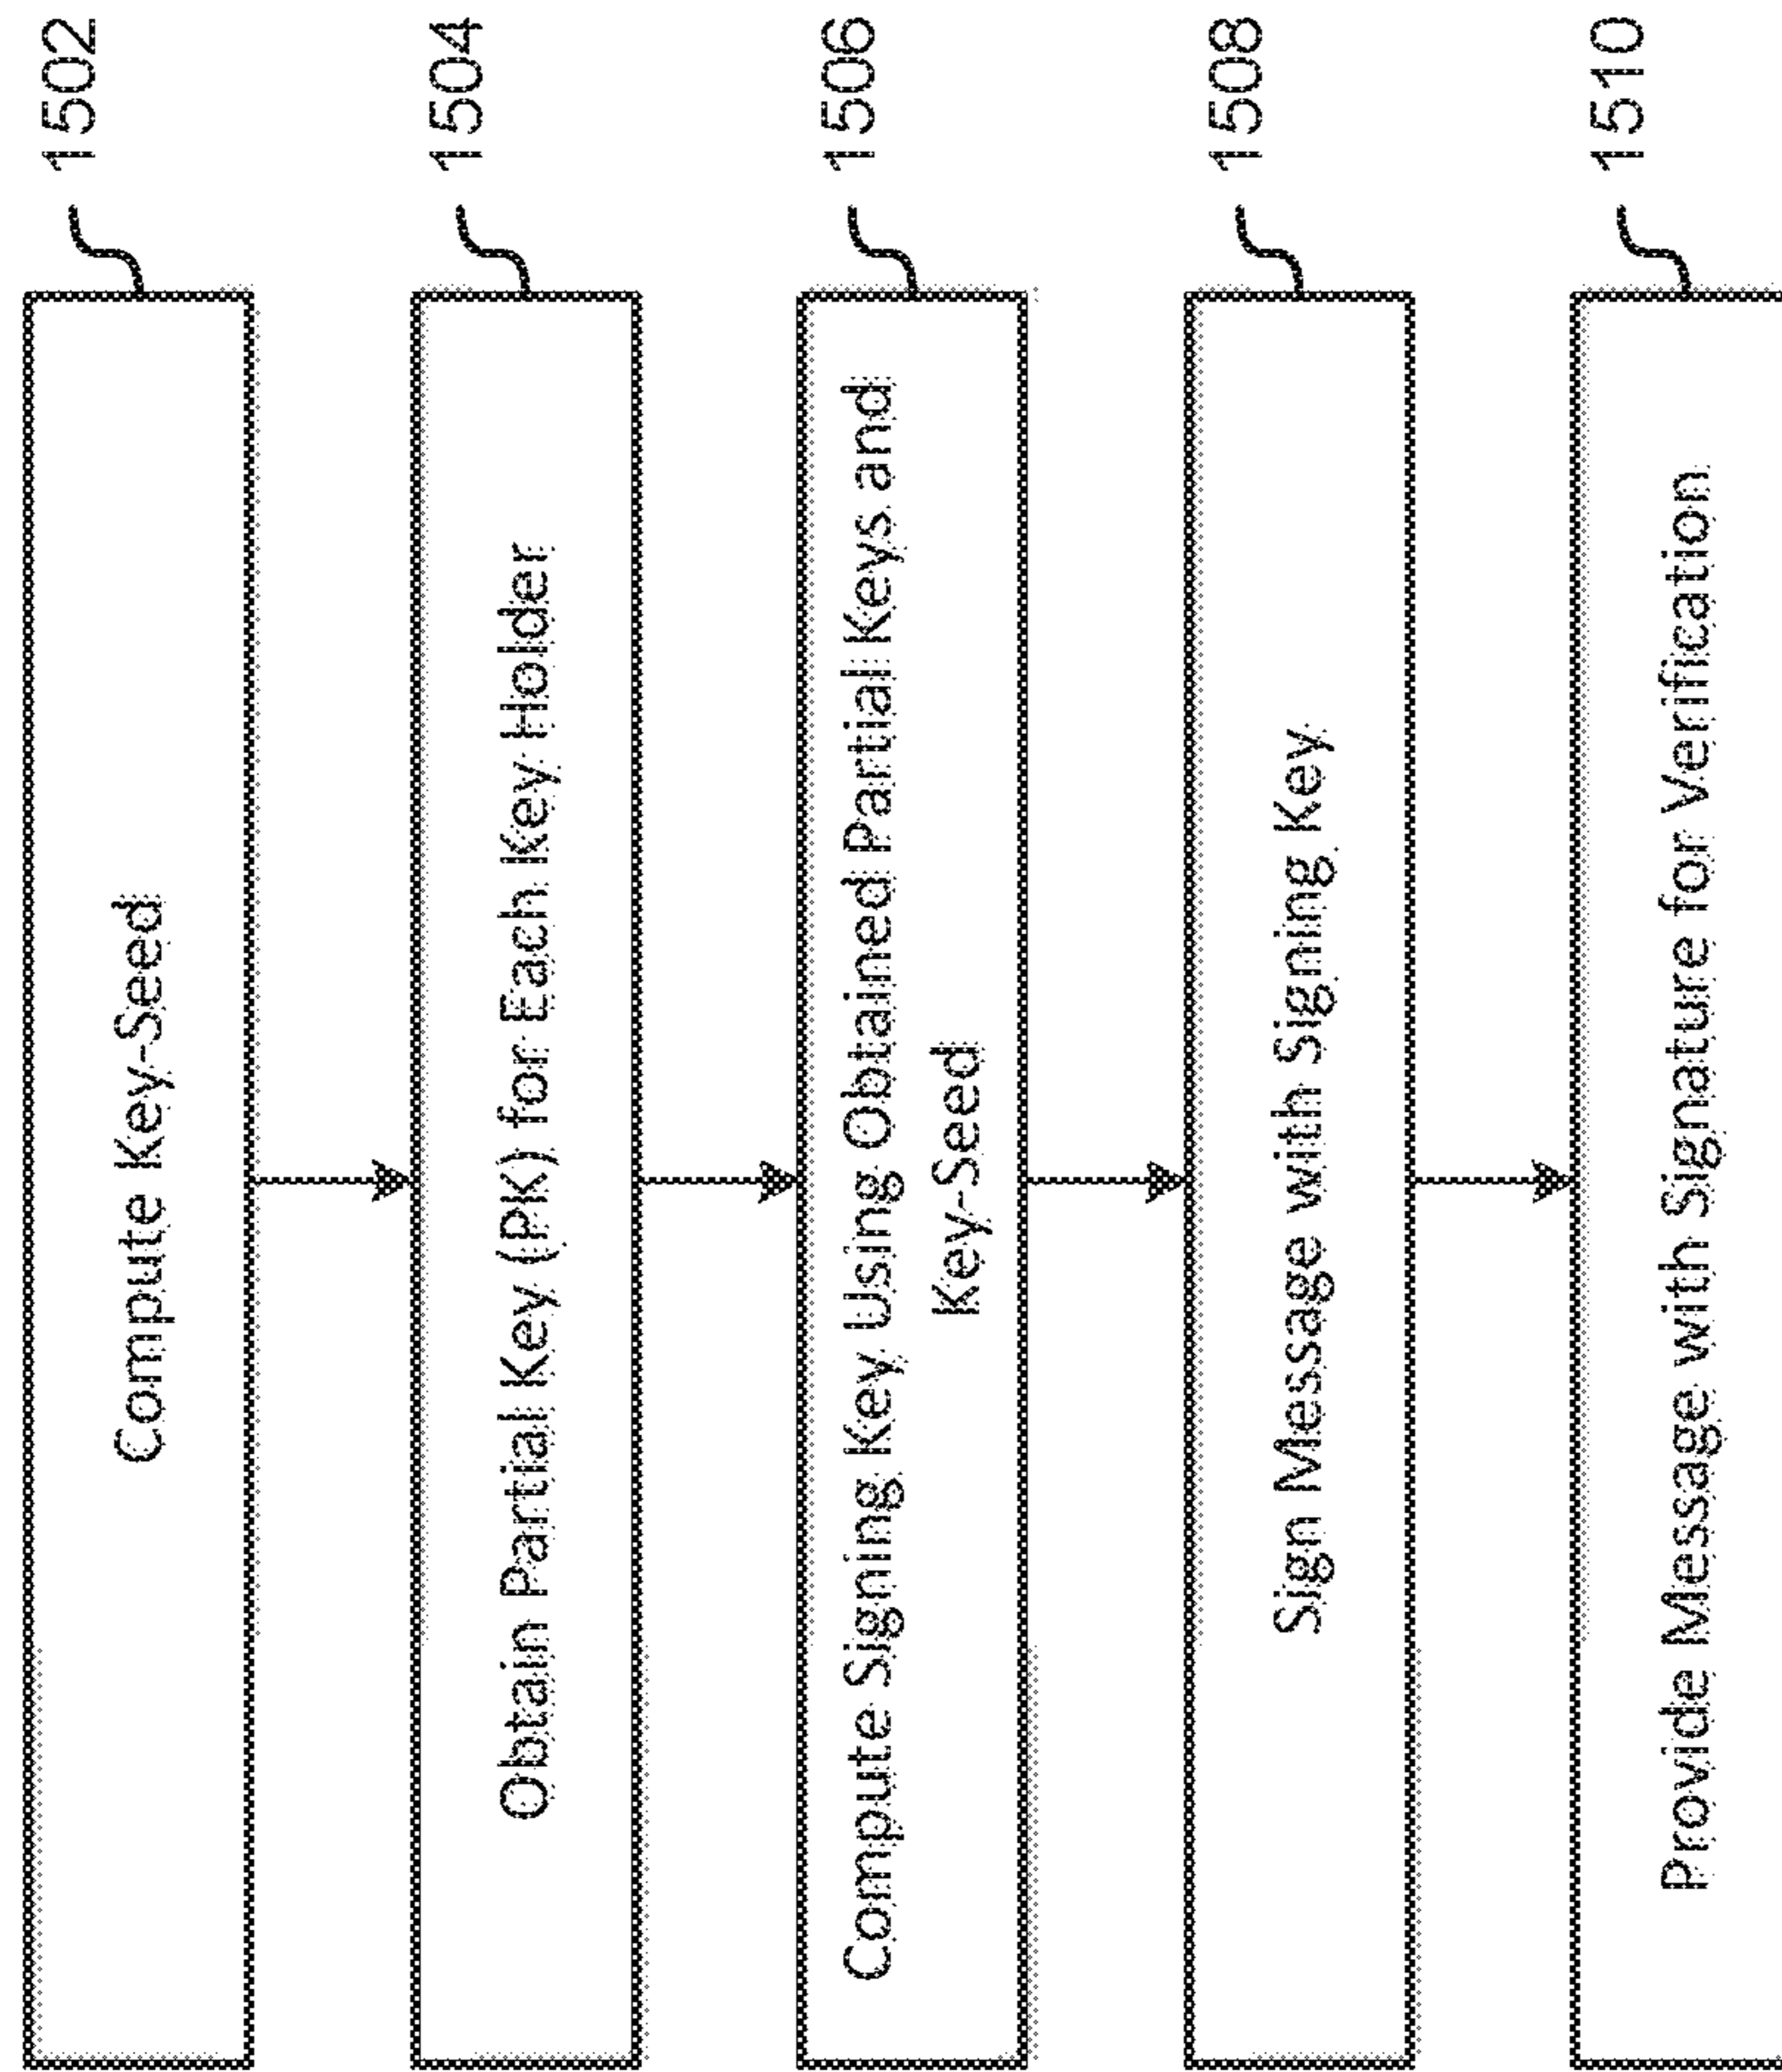 Compute Key-Seed
1502
Obtain Partial Key (PK) for Each Key Holder
1504
Compute Signing Key Using Obtained Partial Keys and
Key-Seed
1506
Sign Message with Signing Key
1508
Provide Message with Signature for Verification
1510